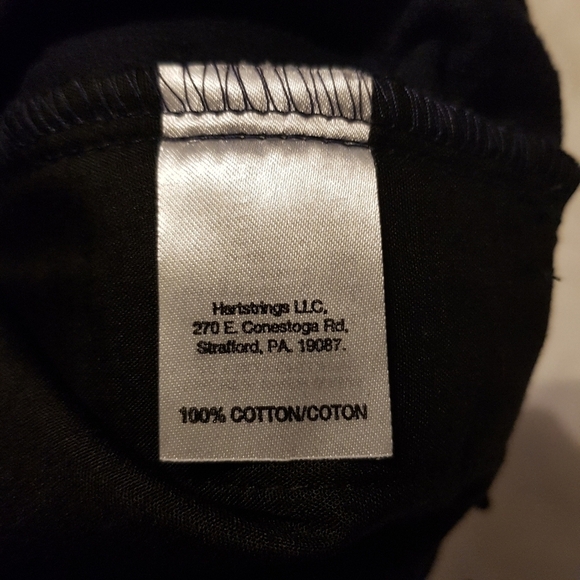 Hartstrings LLC,
270 E. Conestoga Rd,
Strafford, PA. 19087.
100% COTTON/COTON